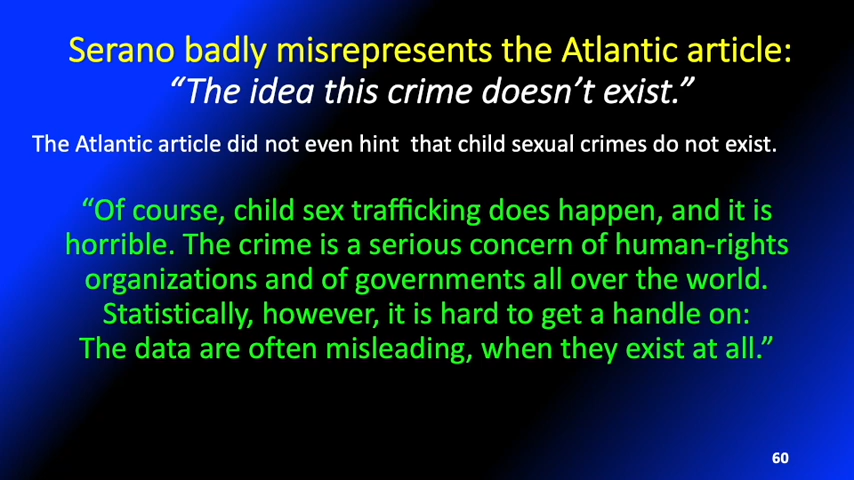 Serano badly misrepresents the Atlantic article:
“The idea this crime doesn’t exist.”
The Atlantic article did not even hint  that child sexual crimes do not exist.
“Of course, child sex trafficking does happen, and it is
horrible. The crime is a serious concern of human-rights
organizations and of governments all over the world.
Statistically, however, it is hard to get a handle on:
The data are often misleading, when they exist at all.”
60